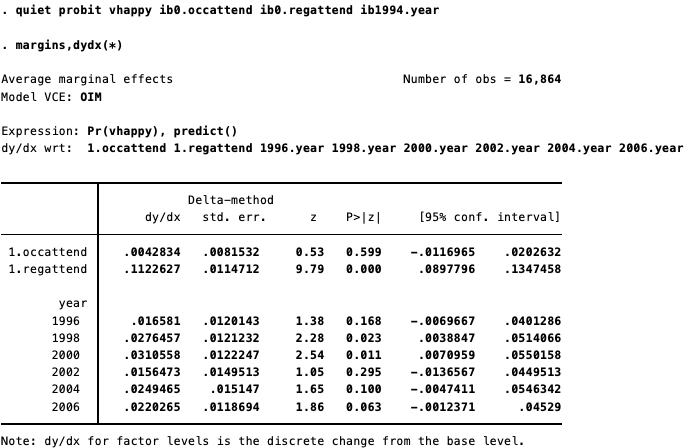 . quiet probit vhappy ib0.occattend ib0.regattend ib1994.year
. margins,dydx(*)
Average marginal effects Number of obs = 16,864
Model VCE: OIM
Expression: Pr(vhappy), predict()
dy/dx wrt: 1.occattend 1.regattend 1996.year 1998.year 2000.year 2002.year 2004.year 2006.year
Delta-method
dy/dx std. err. z P>|z| [95% conf. interval]
1.occattend .0042834 .0081532 0.53 0.599 -.0116965 .0202632
1.regattend .1122627 .0114712 9.79 0.000 .0897796 .1347458
year
1996 .016581 .0120143 1.38 0.168 -.0069667 .0401286
1998 .0276457 .0121232 2.28 0.023 .0038847 .0514066
2000 .0310558 .0122247 2.54 0.011 .0070959 .0550158
2002 .0156473 .0149513 1.05 0.295 -.0136567 .0449513
2004 .0249465 .015147 1.65 0.100 -.0047411 .0546342
2006 .0220265 .0118694 1.86 0.063 -.0012371 .04529
Note: dy/dx for factor levels is the discrete change from the base level.